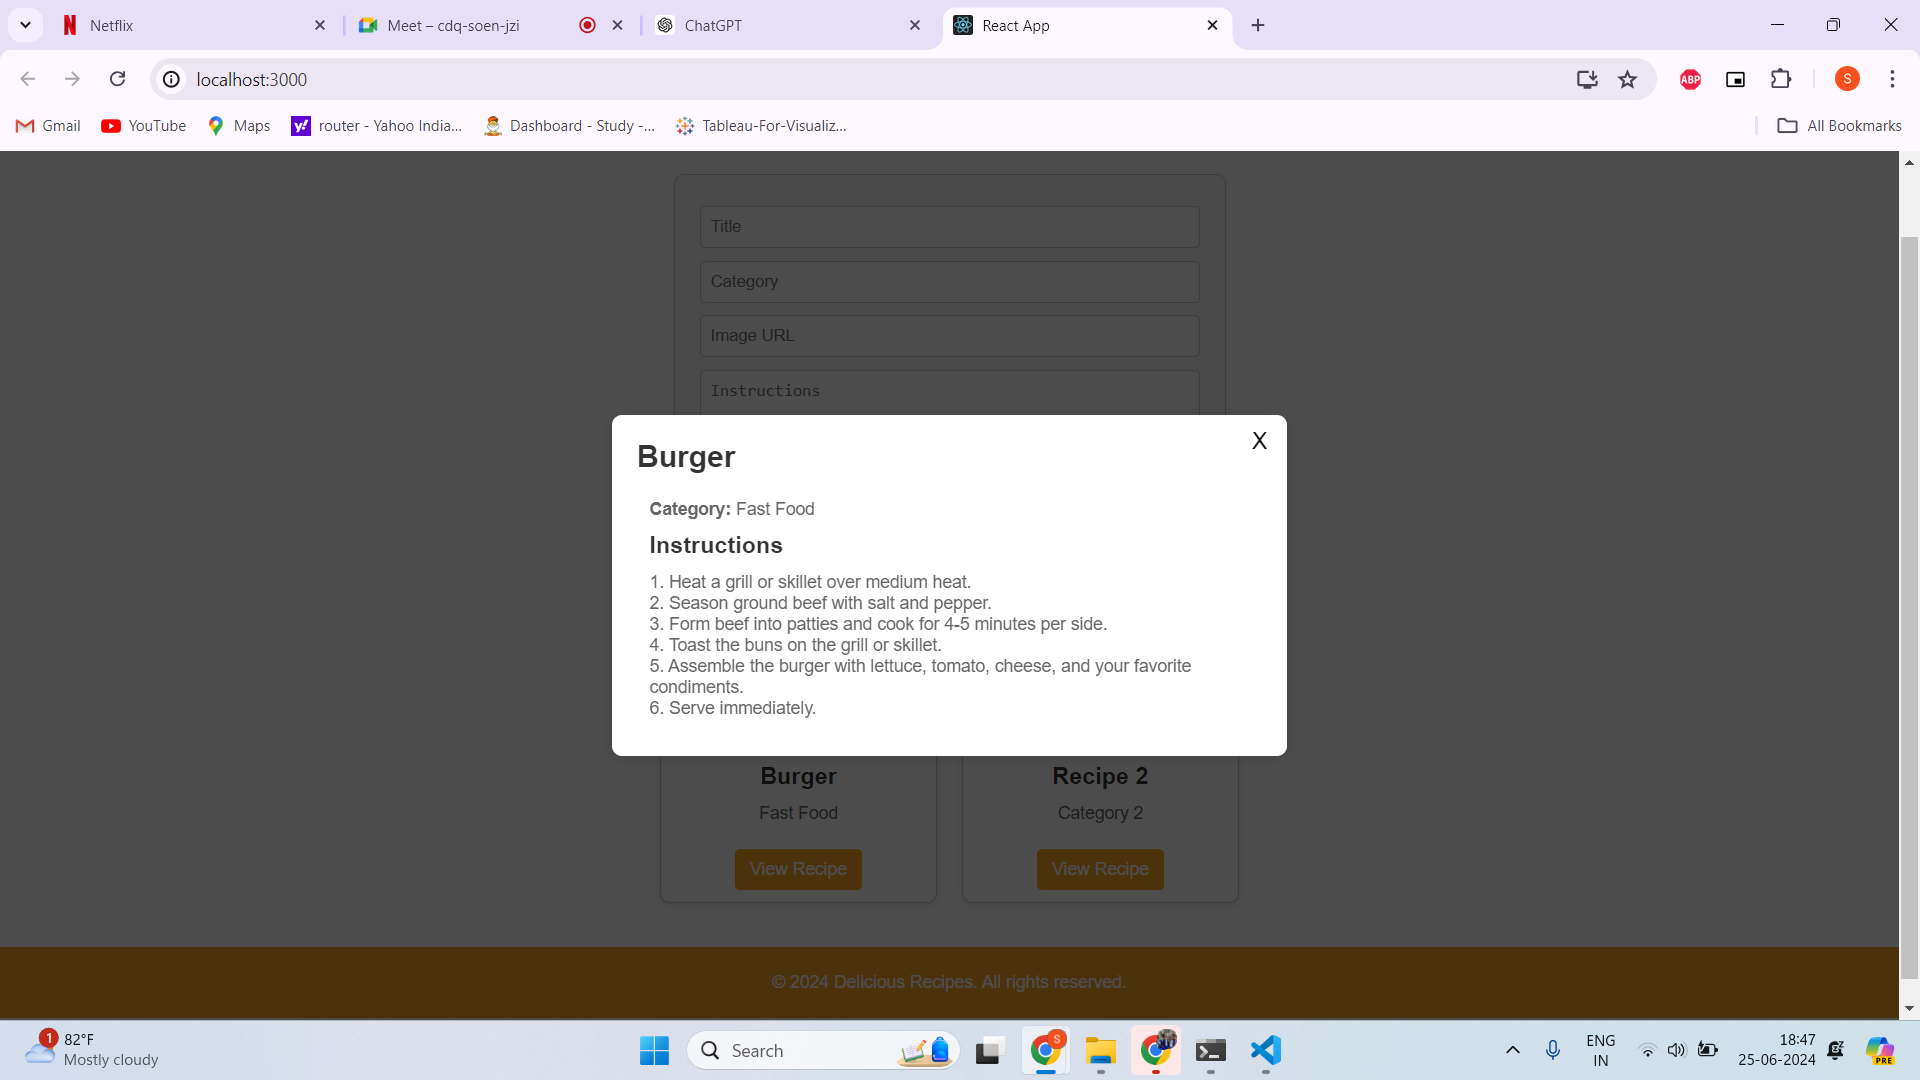 Netflix
Meet – cdq-soen-jzi
ChatGPT
React App
localhost:3000
ABP
S
Gmail
YouTube
Maps
router - Yahoo India...
Dashboard - Study -...
Tableau-For-Visualiz...
All Bookmarks
Title
Category
Image URL
Instructions
Burger
X
Category: Fast Food
Instructions
1. Heat a grill or skillet over medium heat.
2. Season ground beef with salt and pepper.
3. Form beef into patties and cook for 4-5 minutes per side.
4. Toast the buns on the grill or skillet.
5. Assemble the burger with lettuce, tomato, cheese, and your favorite
condiments.
6. Serve immediately.
Burger
Recipe 2
Fast Food
Category 2
View Recipe
View Recipe
© 2024 Delicious Recipes. All rights reserved.
1
82°F
Mostly cloudy
Search
S
ENG
IN
18:47
25-06-2024
PRE